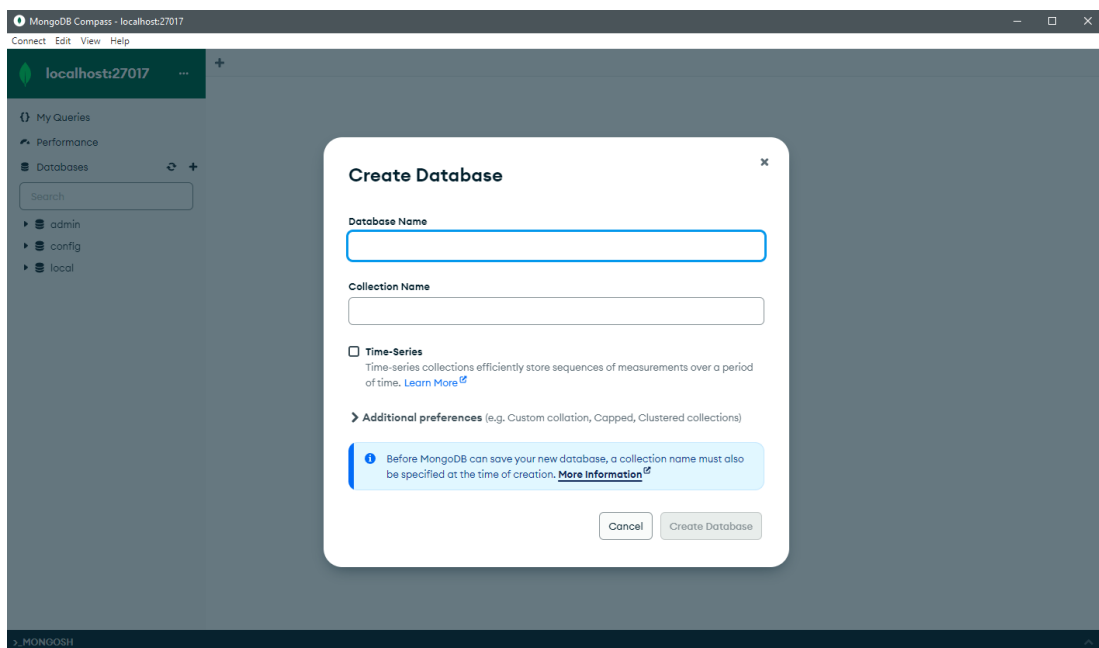 MongoDB Compass - localhost:27017
Connect Edit View Help
localhost:27017 ...
{} My Queries
Performance
Databases
Search
admin
config
local
Create Database
Database Name
Collection Name
Time-Series
Time-series collections efficiently store sequences of measurements over a period
of time. Learn More
Additional preferences (e.g. Custom collation, Capped, Clustered collections)
Before MongoDB can save your new database, a collection name must also
be specified at the time of creation. More Information
Cancel Create Database
>_MONGOSH